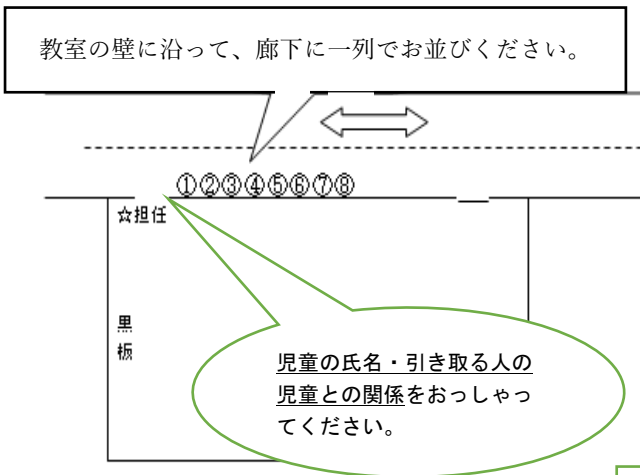 教室の壁に沿って、廊下に一列でお並びください。
①②③④⑤⑥⑦⑧
☆担任
黒
板
児童の氏名・引き取る人の
児童との関係をおっしゃっ
てください。